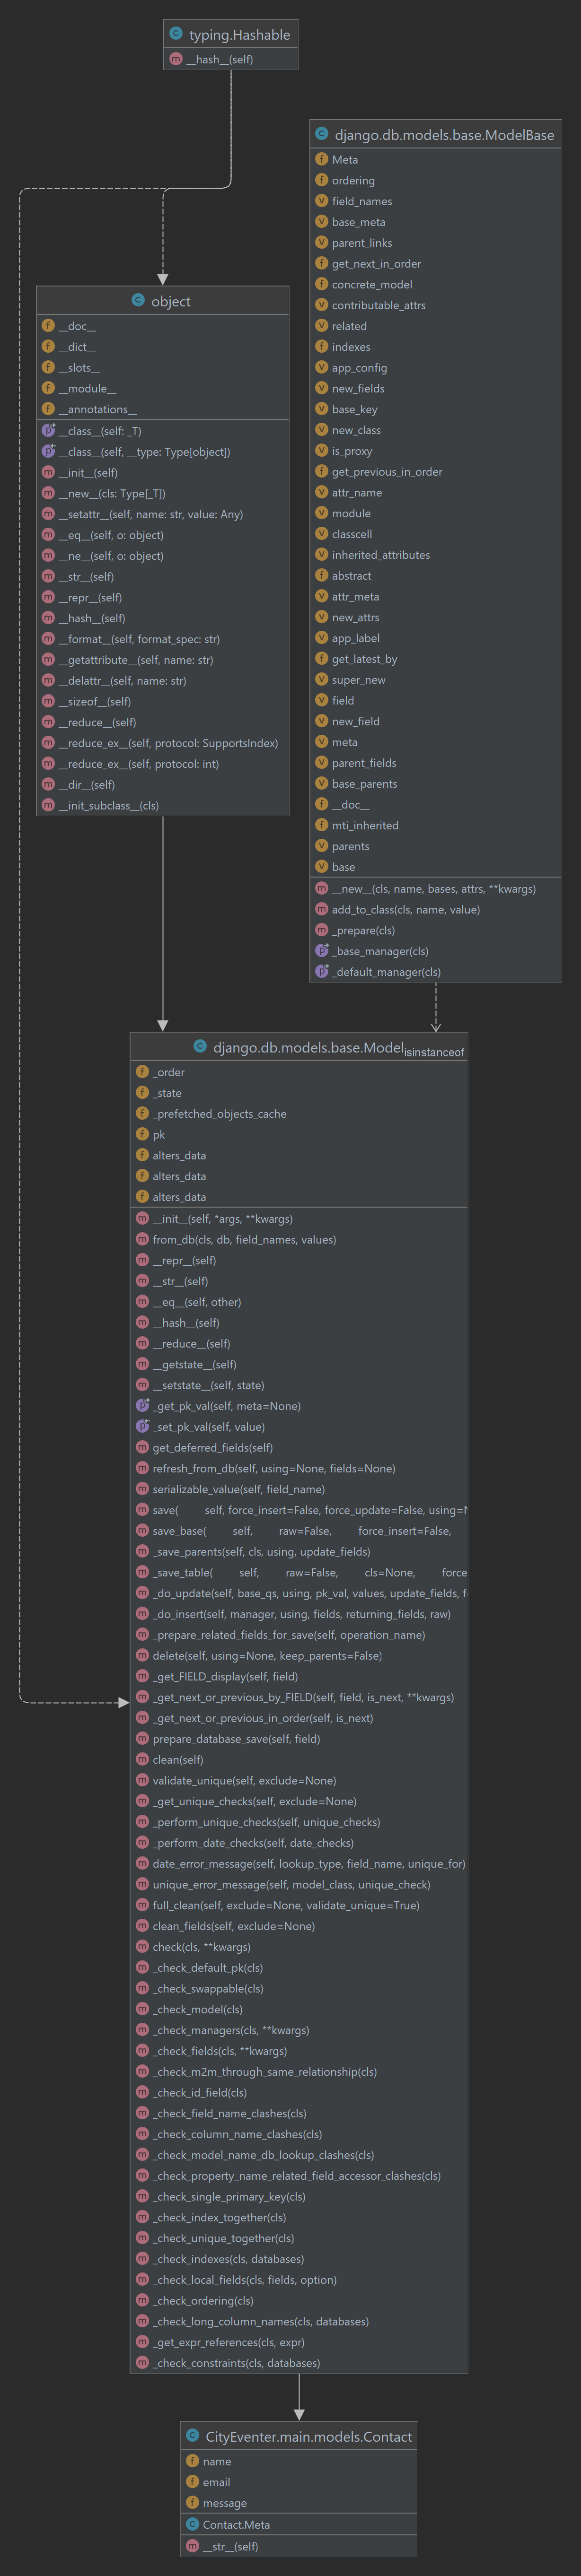 typing.Hashable
__hash__(self)
django.db.models.base.ModelBase
Meta
ordering
field_names
base_meta
parent_links
get_next_in_order
concrete_model
contributable_attrs
related
indexes
app_config
new_fields
base_key
new_class
is_proxy
get_previous_in_order
attr_name
module
classcell
inherited_attributes
abstract
attr_meta
new_attrs
app_label
get_latest_by
super_new
field
new_field
meta
parent_fields
base_parents
__doc__
mti_inherited
parents
base
__new__(cls, name, bases, attrs, **kwargs)
add_to_class(cls, name, value)
_prepare(cls)
_base_manager(cls)
_default_manager(cls)
object
__doc__
__dict__
__slots__
__module__
__annotations__
__class__(self: _T)
__class__(self, __type: Type[object])
__init__(self)
__new__(cls: Type[_T])
__setattr__(self, name: str, value: Any)
__eq__(self, o: object)
__ne__(self, o: object)
__str__(self)
__repr__(self)
__hash__(self)
__format__(self, format_spec: str)
__getattribute__(self, name: str)
__delattr__(self, name: str)
__sizeof__(self)
__reduce__(self)
__reduce_ex__(self, protocol: SupportsIndex)
__reduce_ex__(self, protocol: int)
__dir__(self)
__init_subclass__(cls)
django.db.models.base.Model
isinstanceof
_order
_state
_prefetched_objects_cache
pk
alters_data
alters_data
alters_data
__init__(self, *args, **kwargs)
from_db(cls, db, field_names, values)
__repr__(self)
__str__(self)
__eq__(self, other)
__hash__(self)
__reduce__(self)
__getstate__(self)
__setstate__(self, state)
_get_pk_val(self, meta=None)
_set_pk_val(self, value)
get_deferred_fields(self)
refresh_from_db(self, using=None, fields=None)
serializable_value(self, field_name)
save( self, force_insert=False, force_update=False, using=N
save_base( self, raw=False, force_insert=False,
_save_parents(self, cls, using, update_fields)
_save_table( self, raw=False, cls=None, force
_do_update(self, base_qs, using, pk_val, values, update_fields, f
_do_insert(self, manager, using, fields, returning_fields, raw)
_prepare_related_fields_for_save(self, operation_name)
delete(self, using=None, keep_parents=False)
_get_FIELD_display(self, field)
_get_next_or_previous_by_FIELD(self, field, is_next, **kwargs)
_get_next_or_previous_in_order(self, is_next)
prepare_database_save(self, field)
clean(self)
validate_unique(self, exclude=None)
_get_unique_checks(self, exclude=None)
_perform_unique_checks(self, unique_checks)
_perform_date_checks(self, date_checks)
date_error_message(self, lookup_type, field_name, unique_for)
unique_error_message(self, model_class, unique_check)
full_clean(self, exclude=None, validate_unique=True)
clean_fields(self, exclude=None)
check(cls, **kwargs)
_check_default_pk(cls)
_check_swappable(cls)
_check_model(cls)
_check_managers(cls, **kwargs)
_check_fields(cls, **kwargs)
_check_m2m_through_same_relationship(cls)
_check_id_field(cls)
_check_field_name_clashes(cls)
_check_column_name_clashes(cls)
_check_model_name_db_lookup_clashes(cls)
_check_property_name_related_field_accessor_clashes(cls)
_check_single_primary_key(cls)
_check_index_together(cls)
_check_unique_together(cls)
_check_indexes(cls, databases)
_check_local_fields(cls, fields, option)
_check_ordering(cls)
_check_long_column_names(cls, databases)
_get_expr_references(cls, expr)
_check_constraints(cls, databases)
CityEventer.main.models.Contact
name
email
message
Contact.Meta
__str__(self)